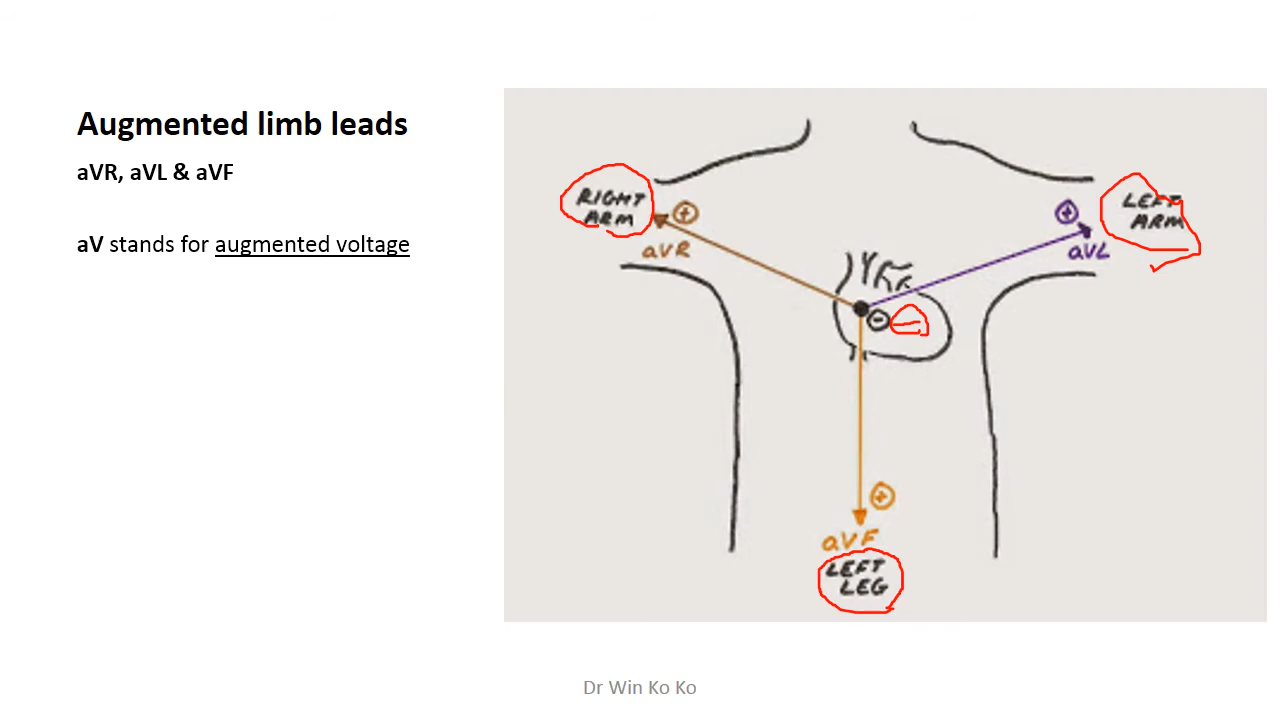 Augmented limb leads
aVR, aVL & aVF
aV stands for augmented voltage
RIGHT
ARM
+
aVR
LEFT
ARM
+
aVL
-
+
aVF
LEFT
LEG
Dr Win Ko Ko